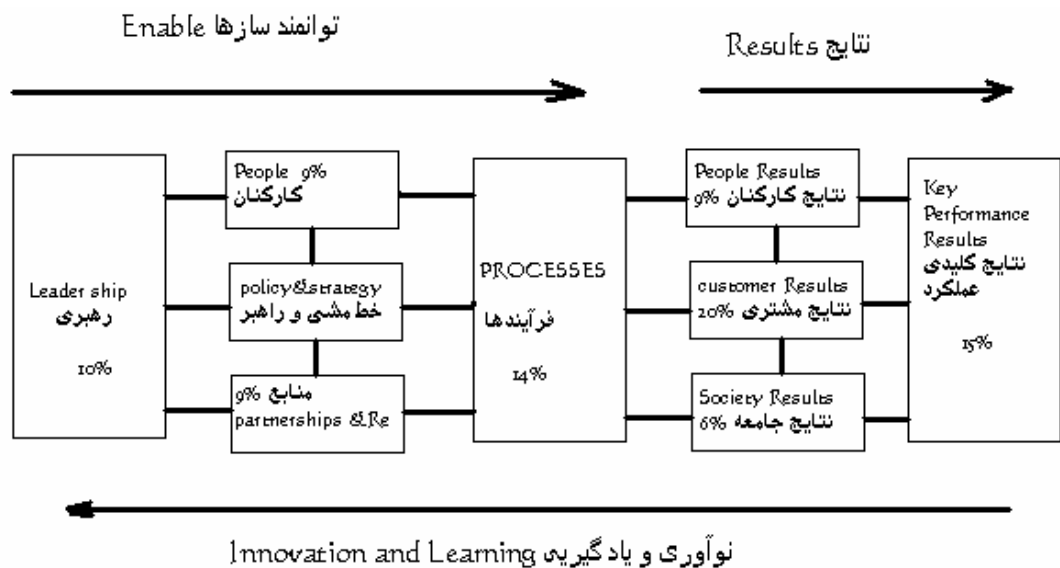 Enable توانمند سازها
Results نتایج
Leader ship
رهبری
10%
People 9%
کارکنان
policy&strategy
خط مشی و راهبر
9% منابع
partnerships &Re
PROCESSES
فرآیندها
14%
People Results
9% نتایج کارکنان
customer Results
20% نتایج مشتری
Society Results
6% نتایج جامعه
Key
Performance
Results
نتایج کلیدی
عملکرد
15%
Innovation and Learning نوآوری و یادگیریی